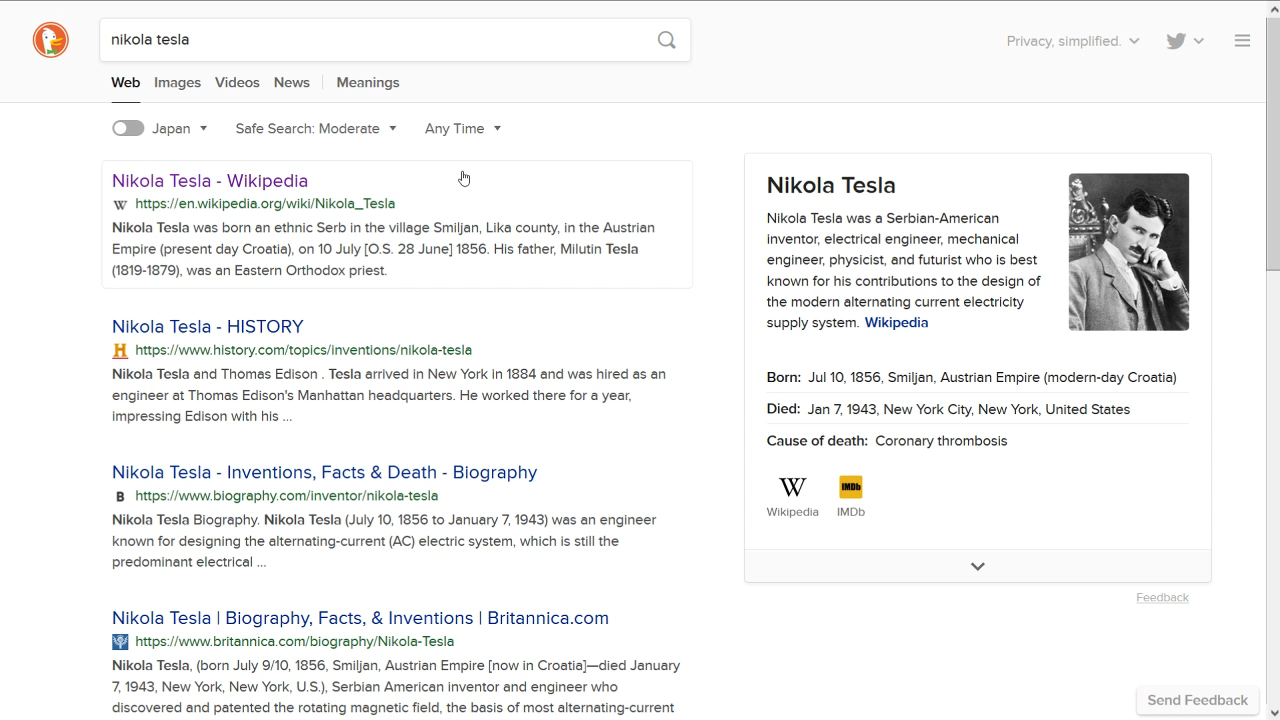 nikola tesla
Privacy, simplified.
Web Images Videos News Meanings
Japan Safe Search: Moderate Any Time
Nikola Tesla - Wikipedia
W https://en.wikipedia.org/wiki/Nikola_Tesla
Nikola Tesla was born an ethnic Serb in the village Smiljan, Lika county, in the Austrian
Empire (present day Croatia), on 10 July [O.S. 28 June] 1856. His father, Milutin Tesla
(1819-1879), was an Eastern Orthodox priest.
Nikola Tesla - HISTORY
H https://www.history.com/topics/inventions/nikola-tesla
Nikola Tesla and Thomas Edison . Tesla arrived in New York in 1884 and was hired as an
engineer at Thomas Edison's Manhattan headquarters. He worked there for a year,
impressing Edison with his ...
Nikola Tesla - Inventions, Facts & Death - Biography
B https://www.biography.com/inventor/nikola-tesla
Nikola Tesla Biography. Nikola Tesla (July 10, 1856 to January 7, 1943) was an engineer
known for designing the alternating-current (AC) electric system, which is still the
predominant electrical ...
Nikola Tesla | Biography, Facts, & Inventions | Britannica.com
https://www.britannica.com/biography/Nikola-Tesla
Nikola Tesla, (born July 9/10, 1856, Smiljan, Austrian Empire [now in Croatia]—died January
7, 1943, New York, New York, U.S.), Serbian American inventor and engineer who
discovered and patented the rotating magnetic field, the basis of most alternating-current
Nikola Tesla
Nikola Tesla was a Serbian-American
inventor, electrical engineer, mechanical
engineer, physicist, and futurist who is best
known for his contributions to the design of
the modern alternating current electricity
supply system. Wikipedia
Born: Jul 10, 1856, Smiljan, Austrian Empire (modern-day Croatia)
Died: Jan 7, 1943, New York City, New York, United States
Cause of death: Coronary thrombosis
W IMDb
Wikipedia IMDb
Feedback
Send Feedback